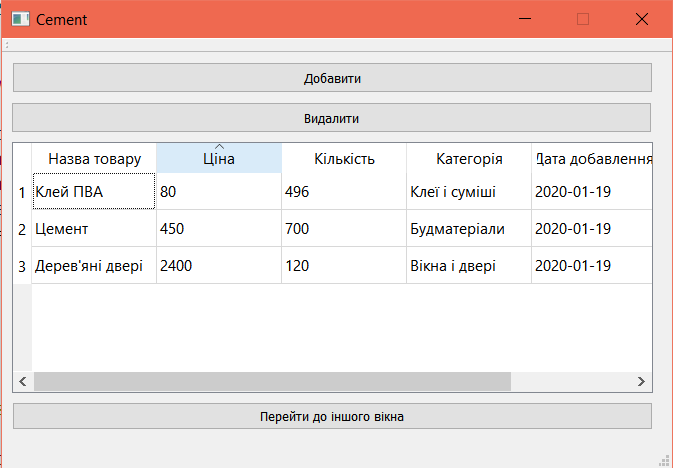 Cement
Добавити
Видалити
Назва товару Ціна Кількість Категорія Дата добавлення
1 Клей ПВА 80 496 Клеї і суміші 2020-01-19
2 Цемент 450 700 Будматеріали 2020-01-19
3 Дерев'яні двері 2400 120 Вікна і двері 2020-01-19
Перейти до іншого вікна